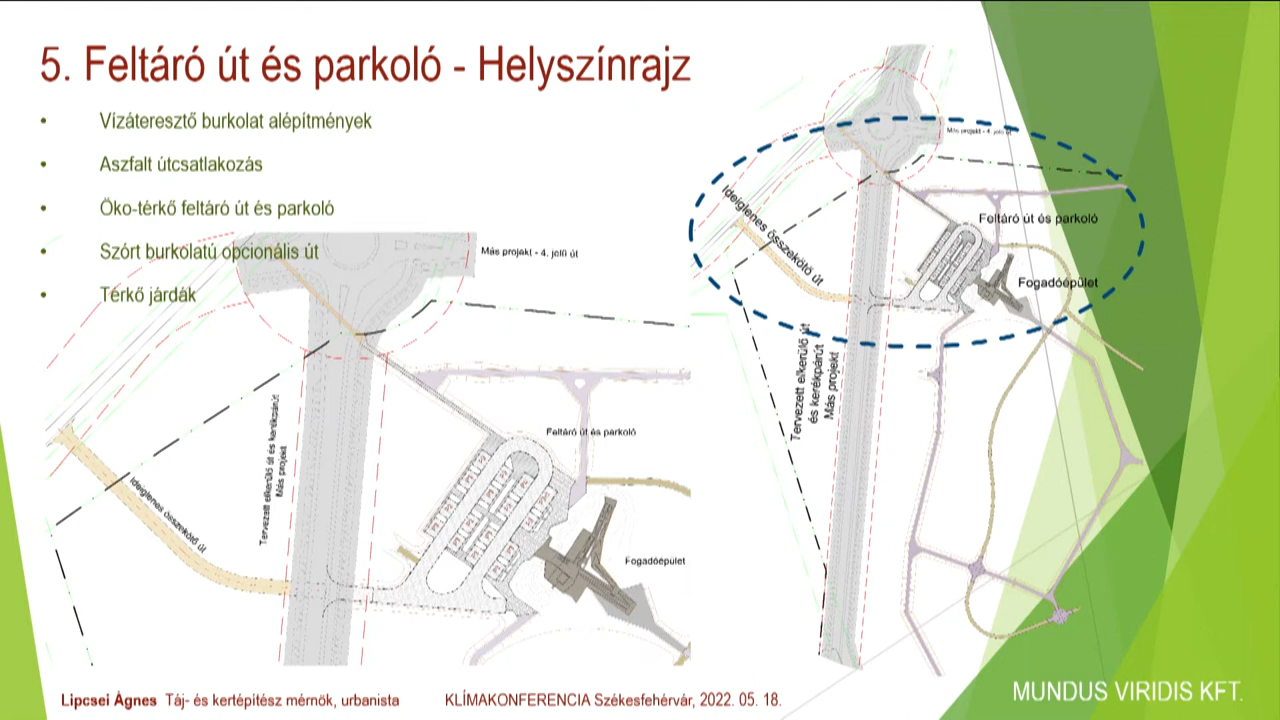 5. Feltáró út és parkoló - Helyszínrajz
• Vízáteresztő burkolat alépítmények
• Aszfalt útcsatlakozás
• Öko-térkő feltáró út és parkoló
• Szórt burkolatú opcionális út
• Térkő járdák
Más projekt - 4. jelű út
Tervezett elkerülő út és kerékpárút
Más projekt
Ideiglenes összekötő út
Feltáró út és parkoló
Fogadóépület
Más projekt - 4. jelű út
Ideiglenes összekötő út
Feltáró út és parkoló
Fogadóépület
Tervezett elkerülő út
és kerékpárút
Más projekt
Lipcsei Ágnes Táj- és kertépítész mérnök, urbanista
KLÍMAKONFERENCIA Székesfehérvár, 2022. 05. 18.
MUNDUS VIRIDIS KFT.